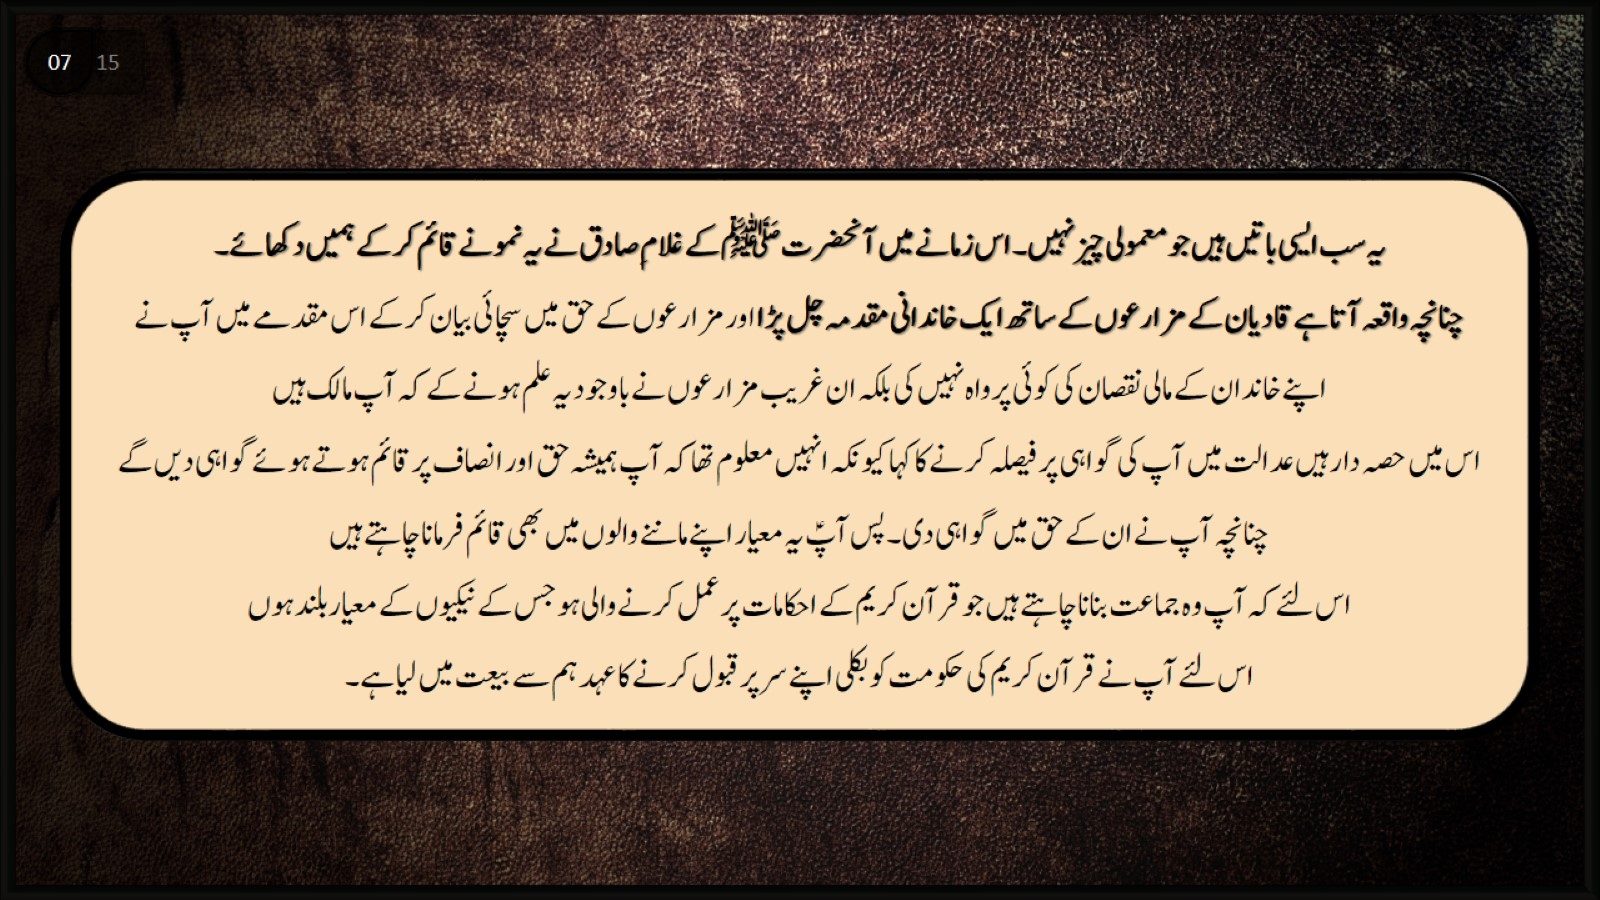 07 15
یہ سب ایسی باتیں ہیں جو معمولی چیز نہیں۔ اس زمانے میں آنحضرت ﷺ کے غلامِ صادق نے یہ نمونے قائم کر کے ہمیں دکھائے۔
چنانچہ واقعہ آتا ہے قادیان کے مزارعوں کے ساتھ ایک خاندانی مقدمہ چل پڑا اور مزارعوں کے حق میں سچائی بیان کر کے اس مقدمے میں آپ نے
اپنے خاندان کے مالی نقصان کی کوئی پرواہ نہیں کی بلکہ ان غریب مزارعوں نے باوجود یہ علم ہونے کے کہ آپ مالک ہیں
اس میں حصہ دار ہیں عدالت میں آپ کی گواہی پر فیصلہ کرنے کا کہا کیونکہ انہیں معلوم تھا کہ آپ ہمیشہ حق اور انصاف پر قائم ہوتے ہوئے گواہی دیں گے
چنانچہ آپ نے ان کے حق میں گواہی دی۔ پس آپؑ یہ معیار اپنے ماننے والوں میں بھی قائم فرمانا چاہتے ہیں
اس لئے کہ آپ وہ جماعت بنانا چاہتے ہیں جو قرآن کریم کے احکامات پر عمل کرنے والی ہو جس کے نیکیوں کے معیار بلند ہوں
اس لئے آپ نے قرآن کریم کی حکومت کو بکلی اپنے سر پر قبول کرنے کا عہد ہم سے بیعت میں لیا ہے۔